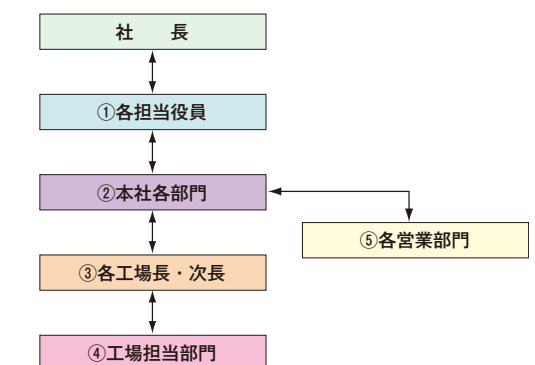 社　長
①各担当役員
②本社各部門
⑤各営業部門
③各工場長・次長
④工場担当部門